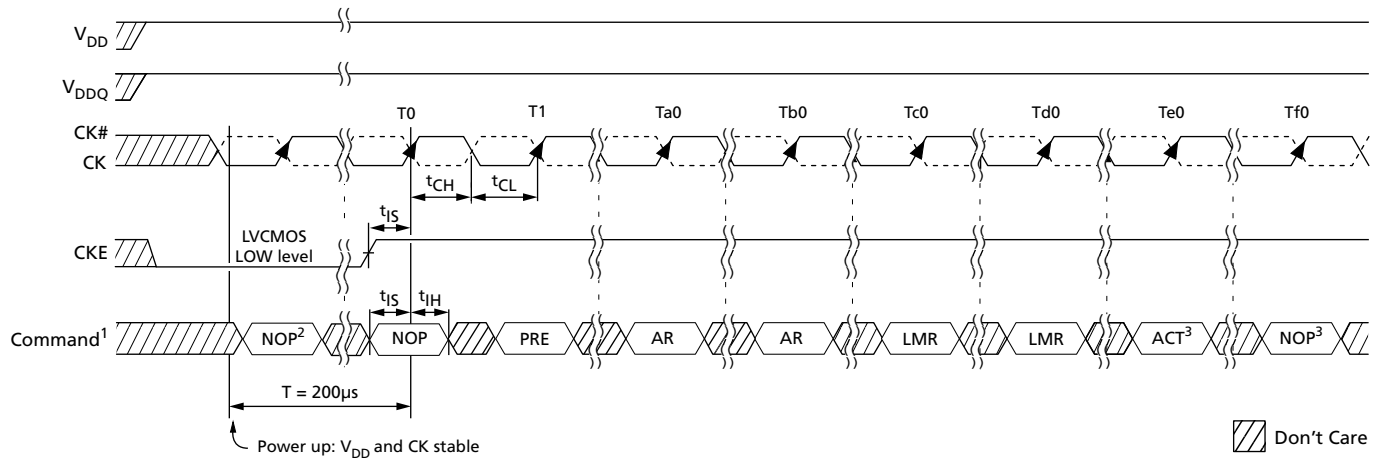 VDD
VDDQ
T0 T1 Ta0 Tb0 Tc0 Td0 Te0 Tf0
CK#
CK
tCH tCL
tIS
CKE
LVCMOS
LOW level
tIS tIH
Command1 NOP2 NOP PRE AR AR LMR LMR ACT3 NOP3
T = 200µs
Power up: VDD and CK stable
Don't Care